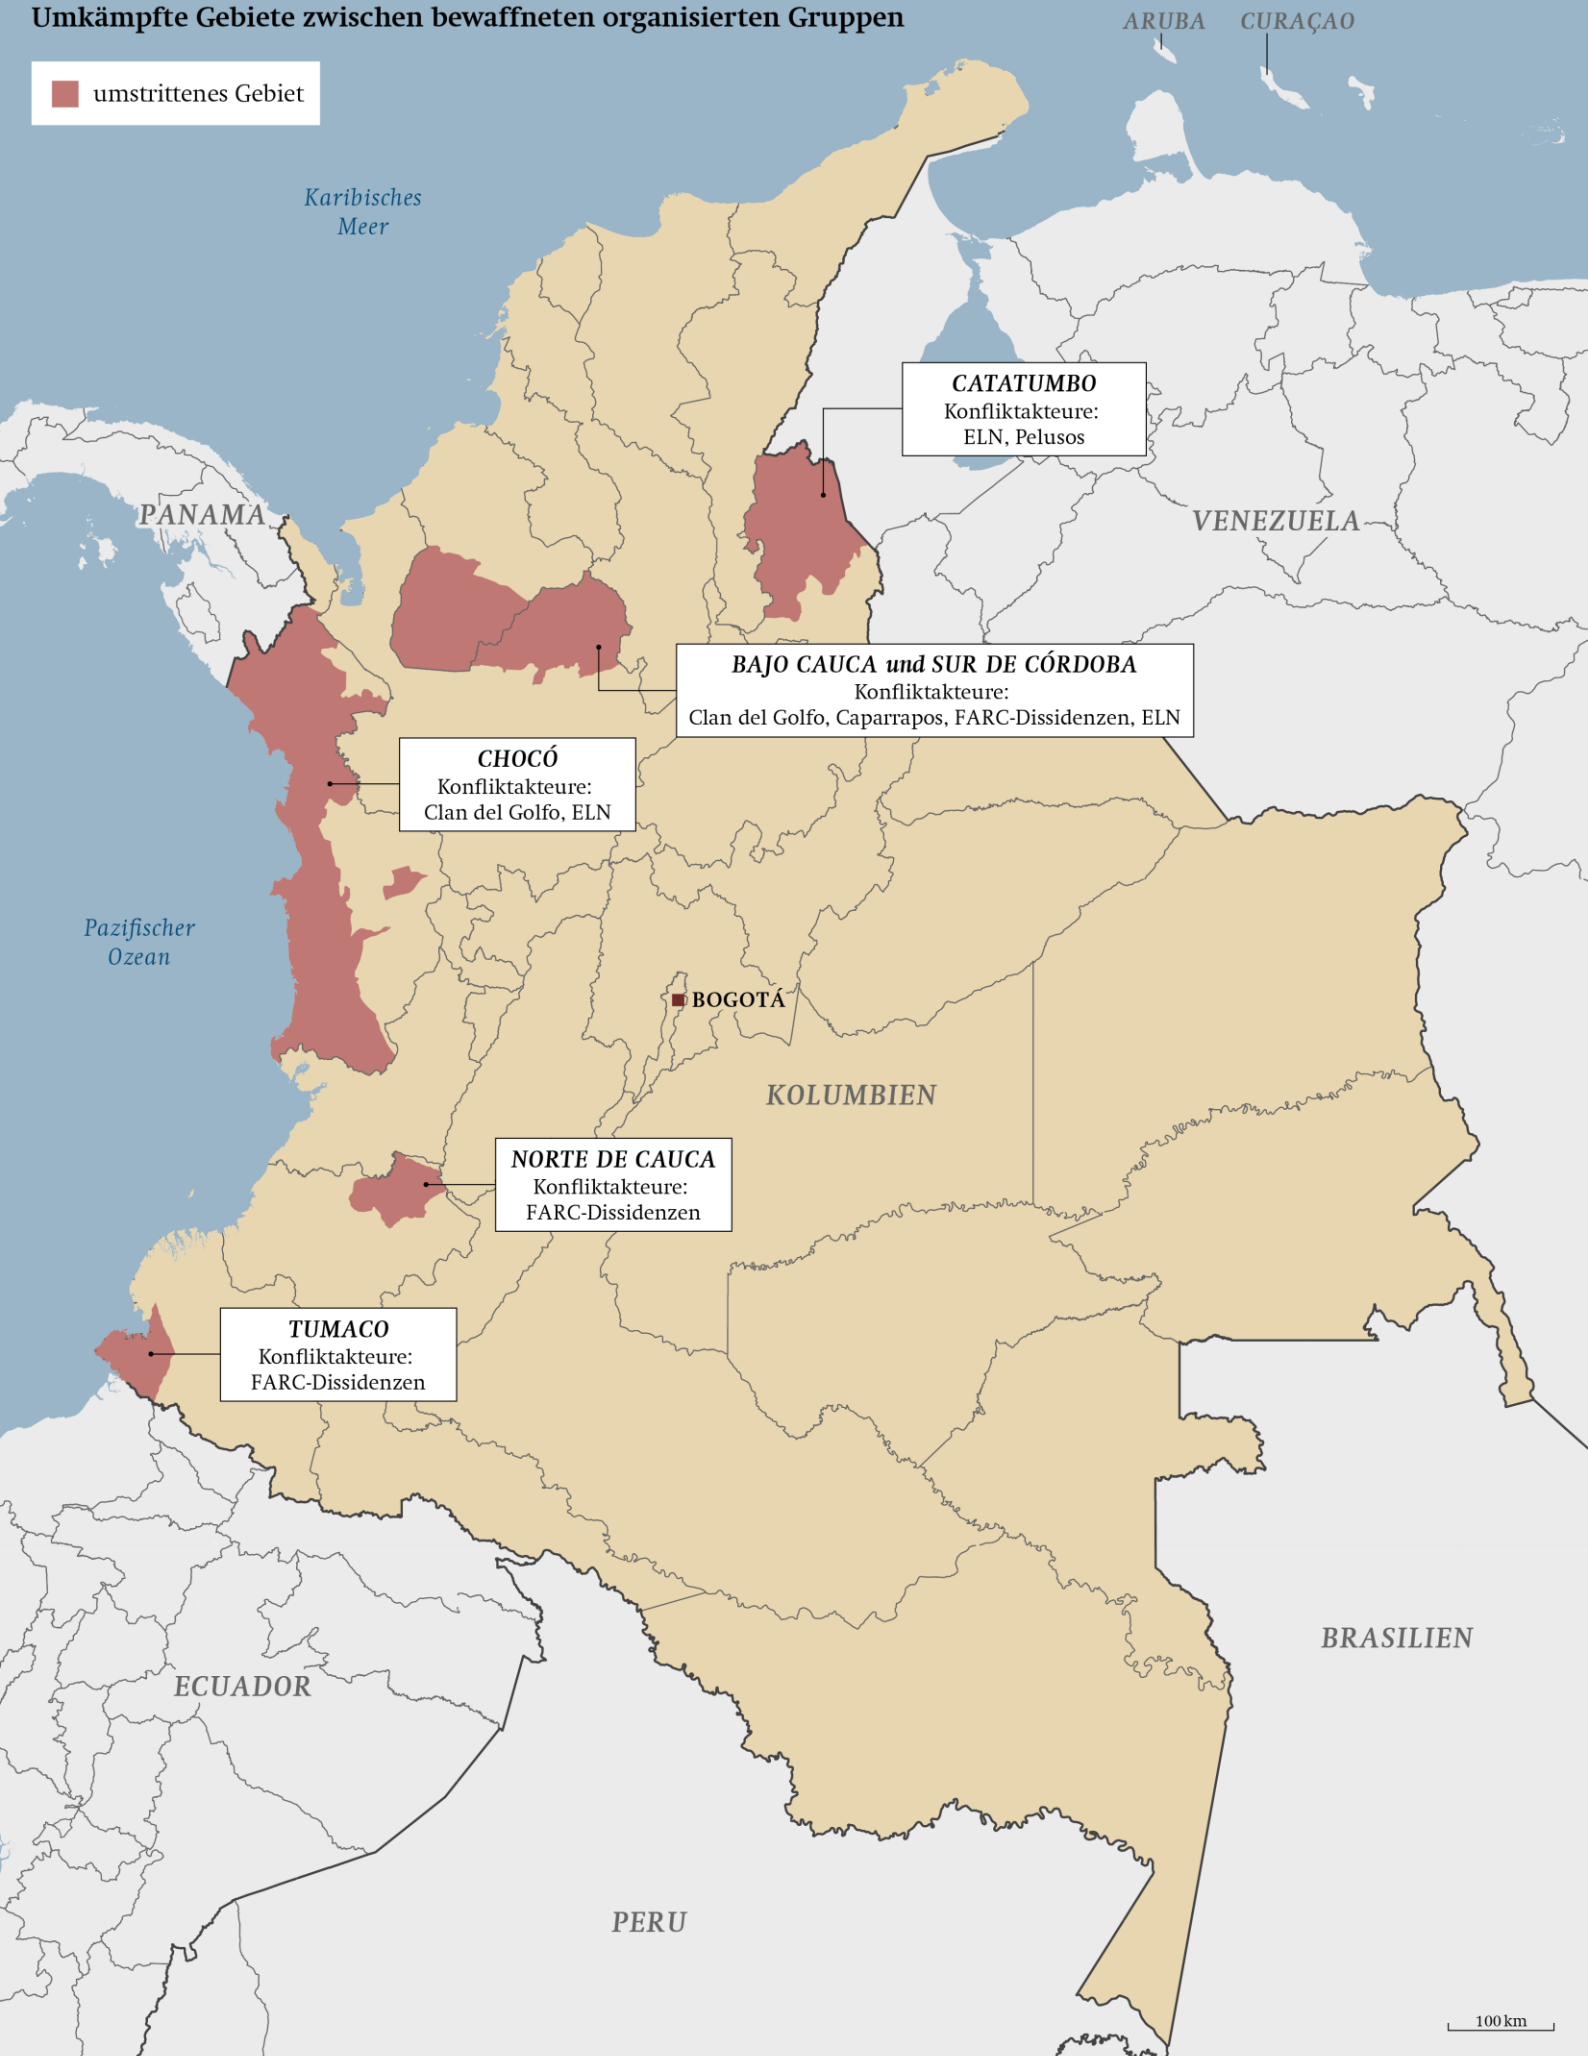 Umkämpfte Gebiete zwischen bewaffneten organisierten Gruppen
ARUBA
CURAÇAO
umstrittenes Gebiet
Karibisches
Meer
CATATUMBO
Konfliktakteure:
ELN, Pelusos
PANAMA
VENEZUELA
BAJO CAUCA und SUR DE CÓRDOBA
Konfliktakteure:
Clan del Golfo, Caparrapos, FARC-Dissidenzen, ELN
CHOCÓ
Konfliktakteure:
Clan del Golfo, ELN
Pazifischer
Ozean
BOGOTÁ
KOLUMBIEN
NORTE DE CAUCA
Konfliktakteure:
FARC-Dissidenzen
TUMACO
Konfliktakteure:
FARC-Dissidenzen
BRASILIEN
ECUADOR
PERU
100 km